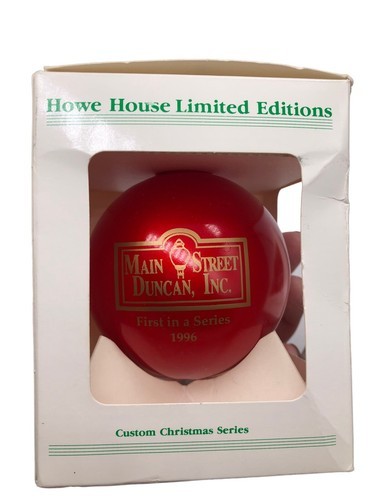 Howe House Limited Editions
MAIN STREET
DUNCAN, INC.
First in a Series
1996
Custom Christmas Series